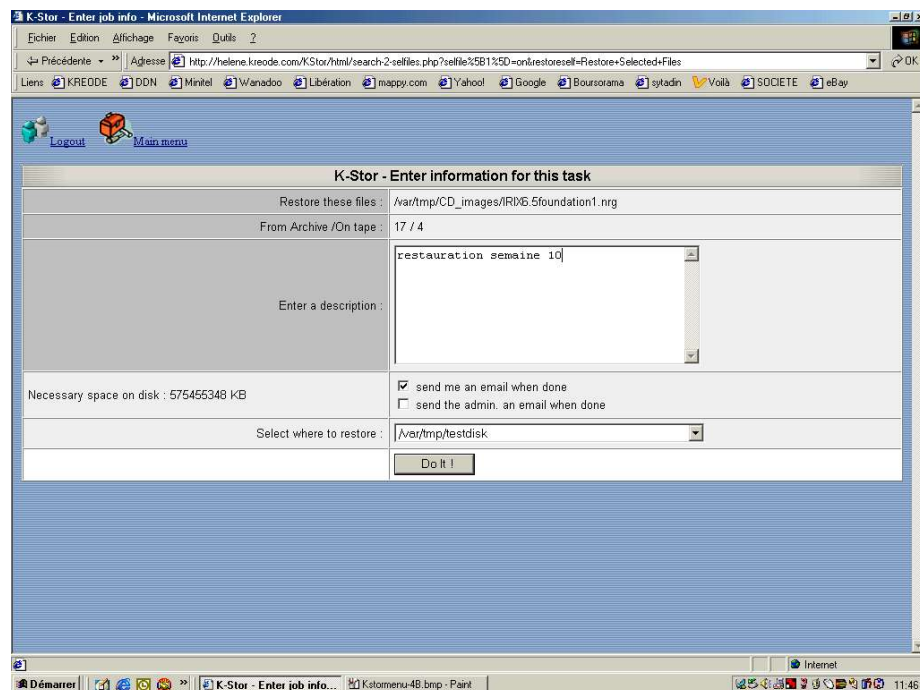 K-Stor - Enter job info - Microsoft Internet Explorer
Eichier Edition Affichage Favoris Outils ?
Précédente » Adresse http://helene.kreode.com/KStor/html/search-2-selfiles.php?selfile%5B1%5D=on&restoreself=Restore+Selected+Files OK
Liens KREODE DDN Minitel Wanadoo Libération mappy.com Yahoo! Google Boursorama sytadin Voilà SOCIETE eBay
Logout Main menu
K-Stor - Enter information for this task
Restore these files : /var/tmp/CD_images/IRIX6.5foundation1.nrg
From Archive /On tape : 17 / 4
Enter a description : restauration semaine 10
Necessary space on disk : 575455348 KB
send me an email when done
send the admin. an email when done
Select where to restore : /var/tmp/testdisk
Do It !
Internet
Démarrer » K-Stor - Enter job info... Kstormenu-4B.bmp - Paint 11:46